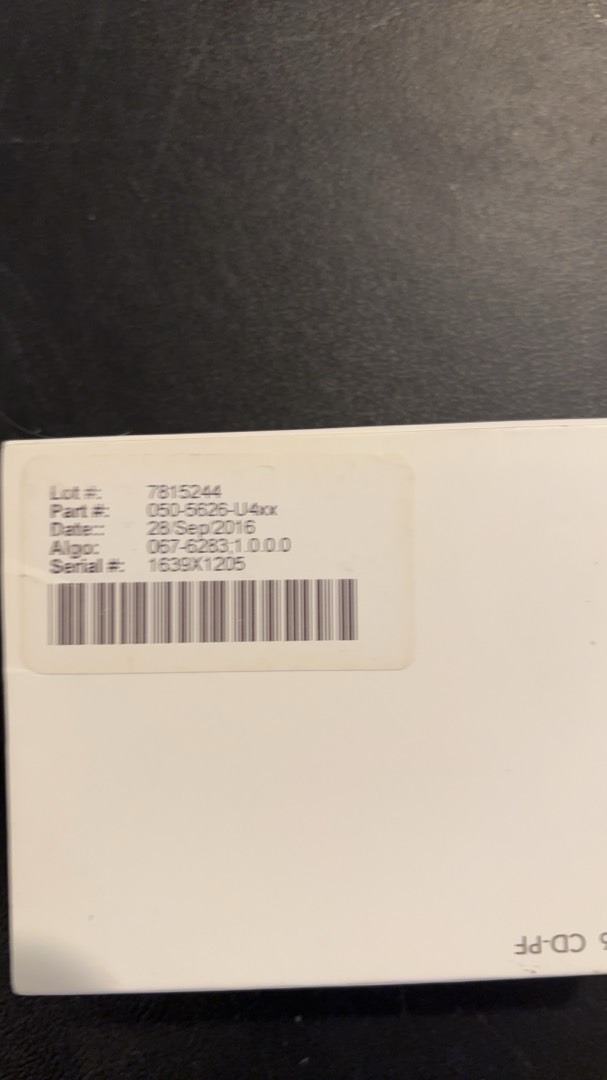 Lot #: 7815244
Part #: 050-5626-U4xx
Date:: 28/Sep/2016
Algo: 067-6283;1.0.0.0
Serial #: 1639X1205
CD-PF